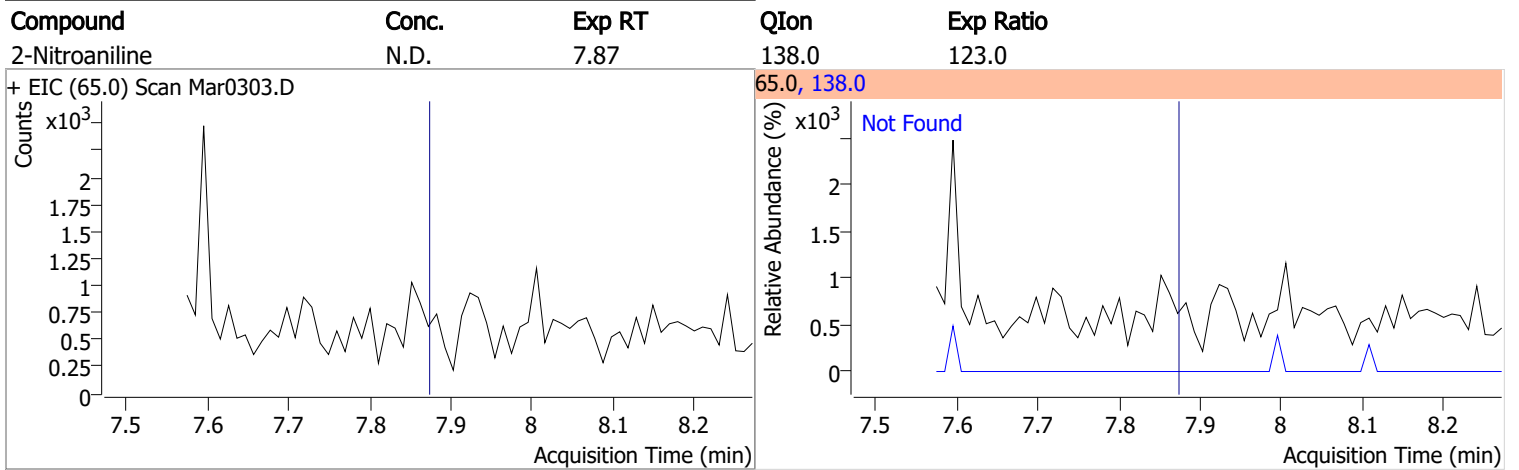 Compound Conc. Exp RT QIon Exp Ratio
2-Nitroaniline N.D. 7.87 138.0 123.0
+ EIC (65.0) Scan Mar0303.D
Counts
x10³
2
1.75
1.5
1.25
1
0.75
0.5
0.25
0
7.5 7.6 7.7 7.8 7.9 8 8.1 8.2
Acquisition Time (min)
65.0, 138.0
Relative Abundance (%)
x10³
Not Found
2
1.5
1
0.5
0
7.5 7.6 7.7 7.8 7.9 8 8.1 8.2
Acquisition Time (min)